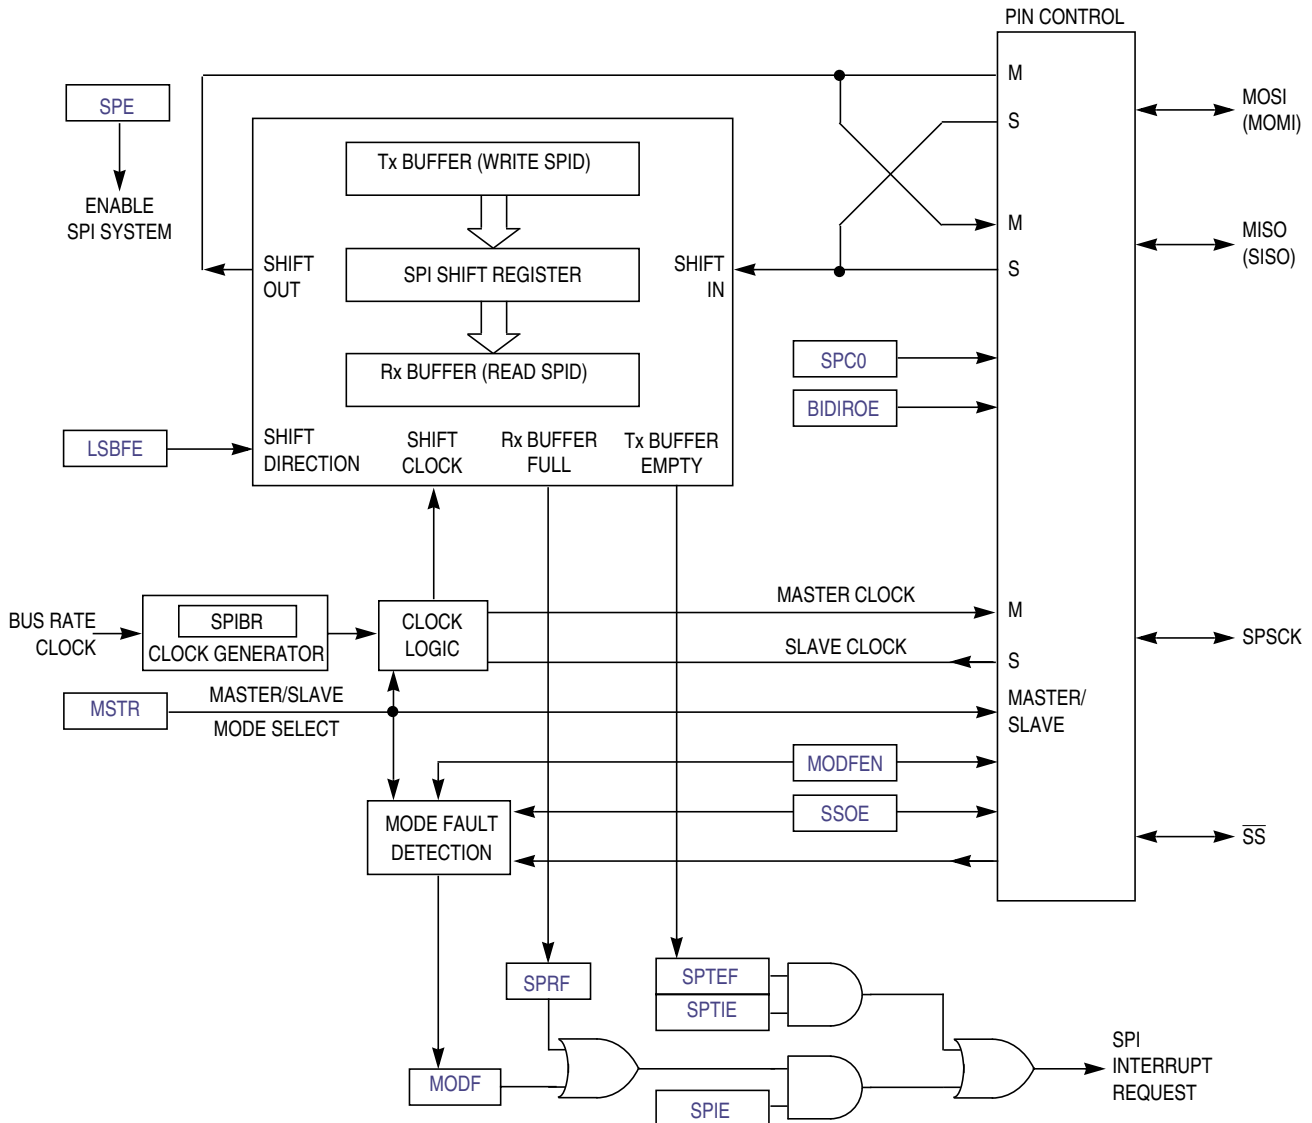 PIN CONTROL
M
SPE
MOSI
(MOMI)
S
Tx BUFFER (WRITE SPID)
ENABLE
SPI SYSTEM
M
MISO
(SISO)
SHIFT
OUT
SPI SHIFT REGISTER
SHIFT
IN
S
SPC0
Rx BUFFER (READ SPID)
BIDIROE
LSBFE
SHIFT
DIRECTION
SHIFT
CLOCK
Rx BUFFER
FULL
Tx BUFFER
EMPTY
MASTER CLOCK
M
BUS RATE
CLOCK
SPIBR
CLOCK GENERATOR
CLOCK
LOGIC
SLAVE CLOCK
S
SPSCK
MSTR
MASTER/SLAVE
MODE SELECT
MASTER/
SLAVE
MODFEN
SSOE
MODE FAULT
DETECTION
SS
SPRF
SPTEF
SPTIE
SPI
INTERRUPT
REQUEST
MODF
SPIE